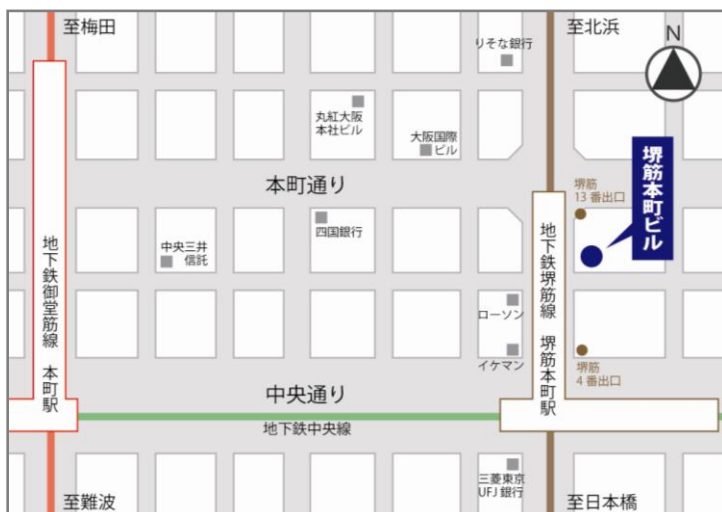 至梅田
至北浜
N
りそな銀行
丸紅大阪
本社ビル
大阪国際
ビル
堺筋本町ビル
本町通り
堺筋
13番出口
四国銀行
中央三井
信託
地下鉄御堂筋線 本町駅
地下鉄堺筋線 堺筋本町駅
ローソン
イケマン
堺筋
4番出口
中央通り
地下鉄中央線
三菱東京
UFJ銀行
至難波
至日本橋